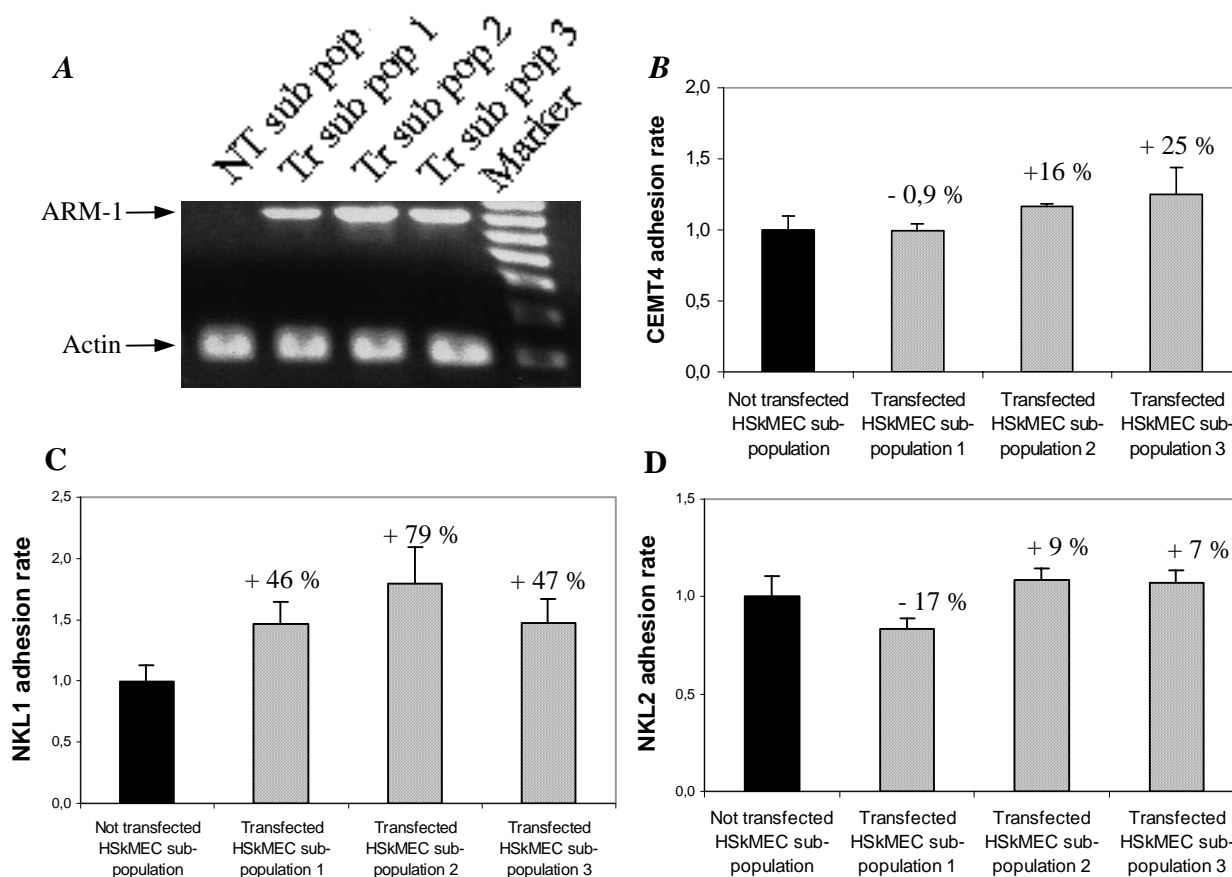 A
NT sub pop
Tr sub pop 1
Tr sub pop 2
Tr sub pop 3
Marker
ARM-1
Actin
B
CEMT4 adhesion rate
1,5
1,0
0,5
0,0
- 0,9 %
+16 %
+ 25 %
Not transfected
HSkMEC sub-
population
Transfected
HSkMEC sub-
population 1
Transfected
HSkMEC sub-
population 2
Transfected
HSkMEC sub-
population 3
C
NKL1 adhesion rate
2,5
2,0
1,5
1,0
0,5
0,0
+ 46 %
+ 79 %
+ 47 %
Not transfected
HSkMEC sub-
population
Transfected
HSkMEC sub-
population 1
Transfected
HSkMEC sub-
population 2
Transfected
HSkMEC sub-
population 3
D
NKL2 adhesion rate
1,5
1,0
0,5
0,0
- 17 %
+ 9 %
+ 7 %
Not transfected
HSkMEC sub-
population
Transfected
HSkMEC sub-
population 1
Transfected
HSkMEC sub-
population 2
Transfected
HSkMEC sub-
population 3